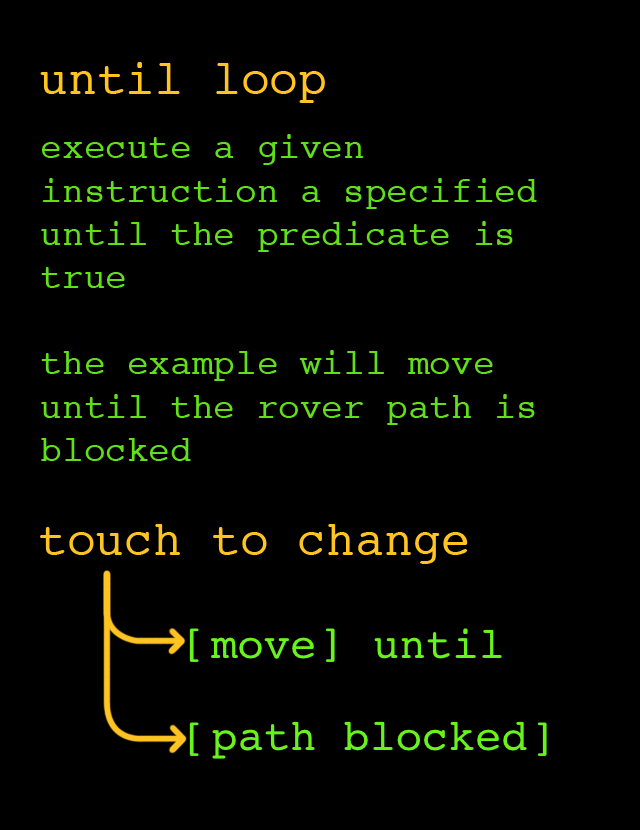 until loop
execute a given
instruction a specified
until the predicate is
true
the example will move
until the rover path is
blocked
touch to change
[move] until
[path blocked]